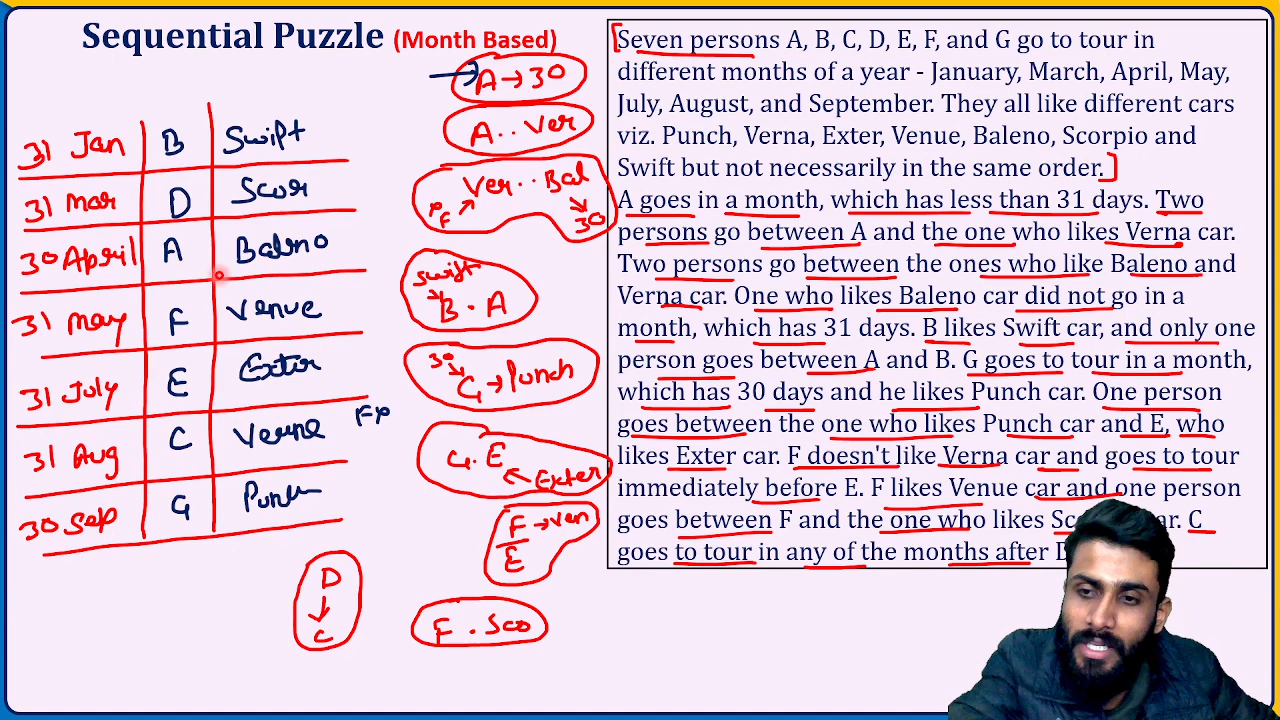 Sequential Puzzle (Month Based)
31 Jan B Swift
31 Mar D Scor
30 April A Baleno
31 May F Venue
31 July E Exter
31 Aug C Verna
30 Sep G Punch
D
↓
C
A → 30
A . . Ver
Ver . . Bal
30
Swift
B . A
30
G → Punch
G . E
Exter
F → Ven
E
F . Sco
Seven persons A, B, C, D, E, F, and G go to tour in
different months of a year - January, March, April, May,
July, August, and September. They all like different cars
viz. Punch, Verna, Exter, Venue, Baleno, Scorpio and
Swift but not necessarily in the same order.
A goes in a month, which has less than 31 days. Two
persons go between A and the one who likes Verna car.
Two persons go between the ones who like Baleno and
Verna car. One who likes Baleno car did not go in a
month, which has 31 days. B likes Swift car, and only one
person goes between A and B. G goes to tour in a month,
which has 30 days and he likes Punch car. One person
goes between the one who likes Punch car and E, who
likes Exter car. F doesn't like Verna car and goes to tour
immediately before E. F likes Venue car and one person
goes between F and the one who likes Sc ar. C
goes to tour in any of the months after D